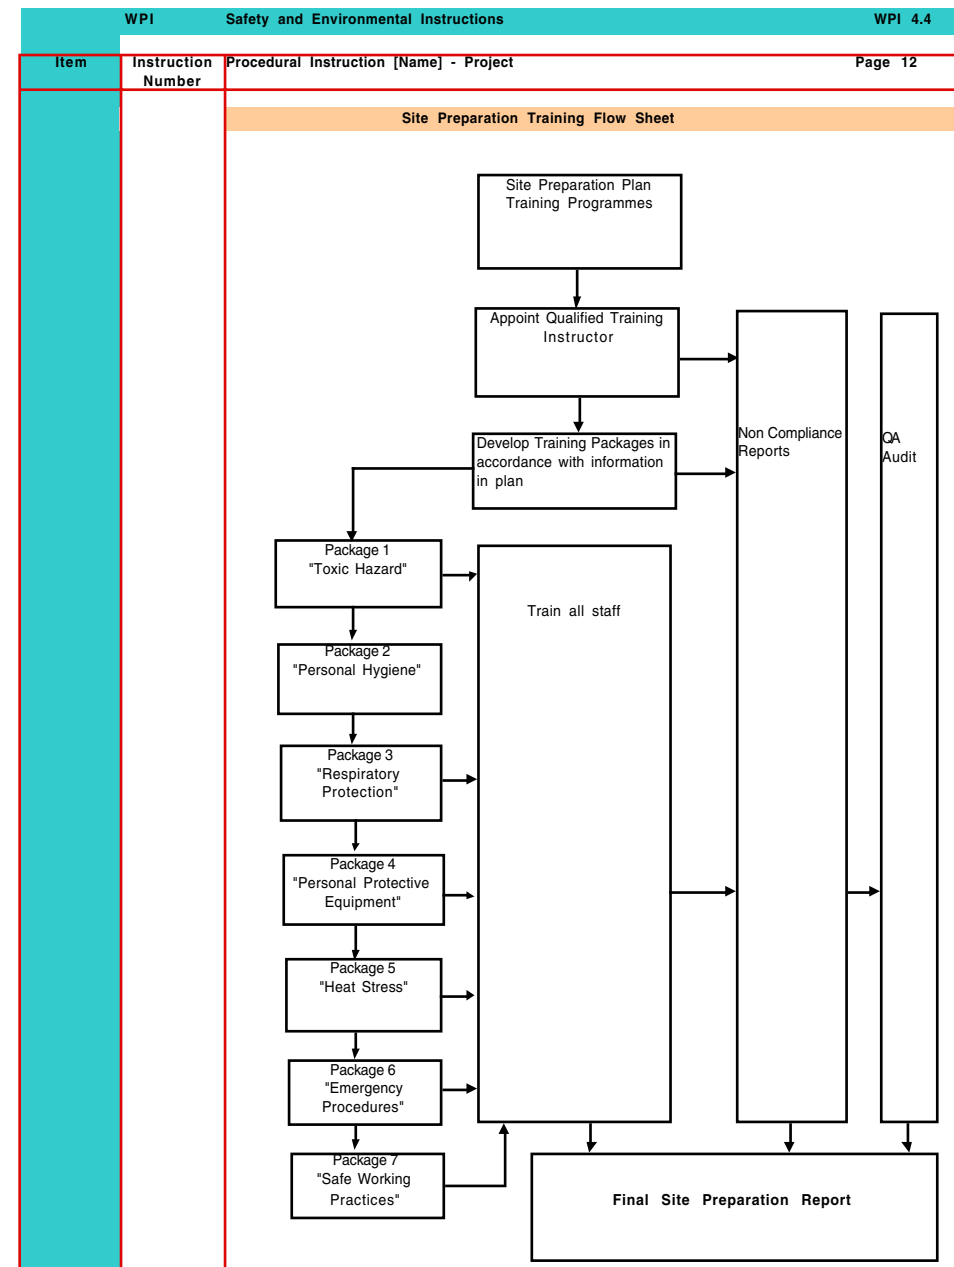 WPI Safety and Environmental Instructions WPI 4.4
Item Instruction Procedural Instruction [Name] - Project Page 12
Number
Site Preparation Training Flow Sheet
Site Preparation Plan
Training Programmes
Appoint Qualified Training
Instructor
Non Compliance
Reports
QA
Audit
Develop Training Packages in
accordance with information
in plan
Package 1
"Toxic Hazard"
Train all staff
Package 2
"Personal Hygiene"
Package 3
"Respiratory
Protection"
Package 4
"Personal Protective
Equipment"
Package 5
"Heat Stress"
Package 6
"Emergency
Procedures"
Package 7
"Safe Working
Practices"
Final Site Preparation Report